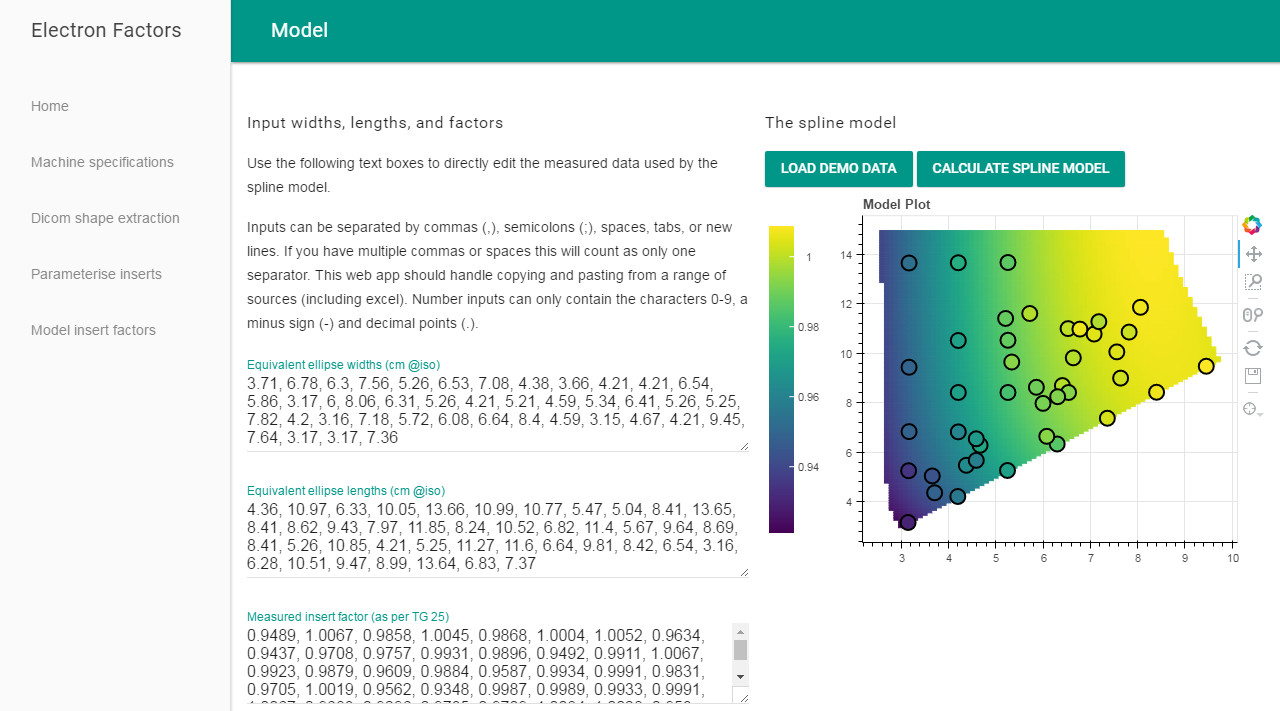 Electron Factors
Model
Home
Machine specifications
Dicom shape extraction
Parameterise inserts
Model insert factors
Input widths, lengths, and factors
Use the following text boxes to directly edit the measured data used by the
spline model.
Inputs can be separated by commas (,), semicolons (;), spaces, tabs, or new
lines. If you have multiple commas or spaces this will count as only one
separator. This web app should handle copying and pasting from a range of
sources (including excel). Number inputs can only contain the characters 0-9, a
minus sign (-) and decimal points (.).
Equivalent ellipse widths (cm @iso)
3.71, 6.78, 6.3, 7.56, 5.26, 6.53, 7.08, 4.38, 3.66, 4.21, 4.21, 6.54,
5.86, 3.17, 6, 8.06, 6.31, 5.26, 4.21, 5.21, 4.59, 5.34, 6.41, 5.26, 5.25,
7.82, 4.2, 3.16, 7.18, 5.72, 6.08, 6.64, 8.4, 4.59, 3.15, 4.67, 4.21, 9.45,
7.64, 3.17, 3.17, 7.36
Equivalent ellipse lengths (cm @iso)
4.36, 10.97, 6.33, 10.05, 13.66, 10.99, 10.77, 5.47, 5.04, 8.41, 13.65,
8.41, 8.62, 9.43, 7.97, 11.85, 8.24, 10.52, 6.82, 11.4, 5.67, 9.64, 8.69,
8.41, 5.26, 10.85, 4.21, 5.25, 11.27, 11.6, 6.64, 9.81, 8.42, 6.54, 3.16,
6.28, 10.51, 9.47, 8.99, 13.64, 6.83, 7.37
Measured insert factor (as per TG 25)
0.9489, 1.0067, 0.9858, 1.0045, 0.9868, 1.0004, 1.0052, 0.9634,
0.9437, 0.9708, 0.9757, 0.9931, 0.9896, 0.9492, 0.9911, 1.0067,
0.9923, 0.9879, 0.9609, 0.9884, 0.9587, 0.9934, 0.9991, 0.9831,
0.9705, 1.0019, 0.9562, 0.9348, 0.9987, 0.9989, 0.9933, 0.9991,
The spline model
LOAD DEMO DATA
CALCULATE SPLINE MODEL
Model Plot
1
0.98
0.96
0.94
14
12
10
8
6
4
3 4 5 6 7 8 9 10